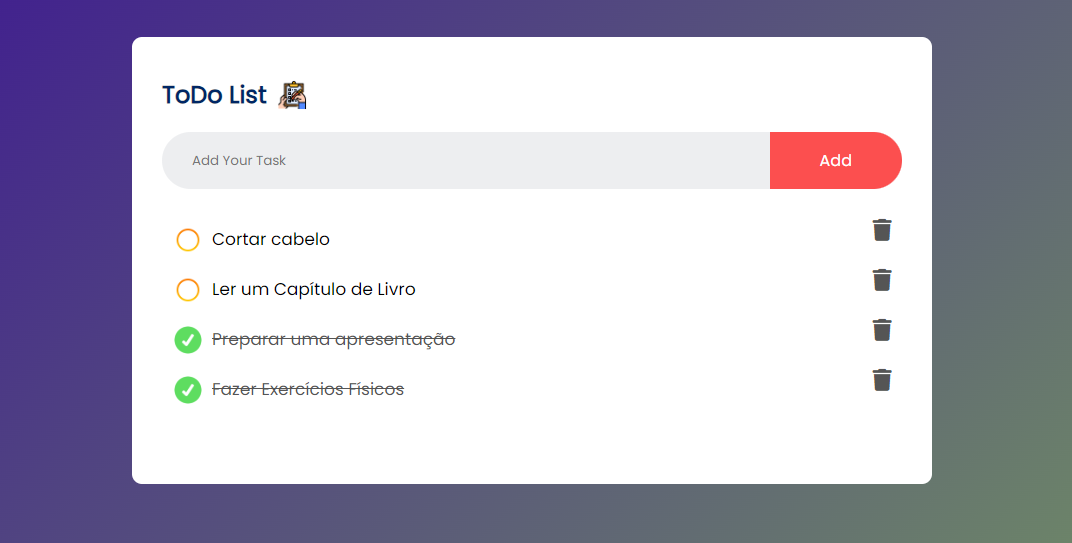 ToDo List
Add Your Task
Add
Cortar cabelo
Ler um Capítulo de Livro
Preparar uma apresentação
Fazer Exercícios Físicos